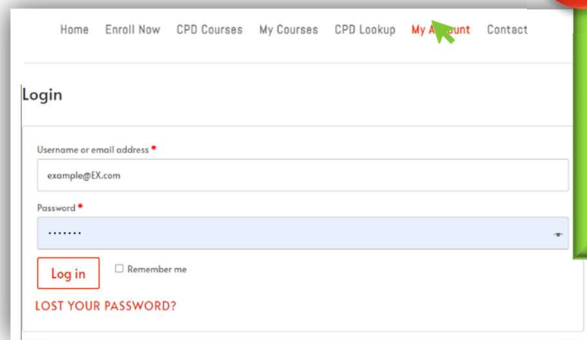 Home Enroll Now CPD Courses My Courses CPD Lookup My Account Contact
Login
Username or email address *
example@EX.com
Password *
.......
Log in Remember me
LOST YOUR PASSWORD?